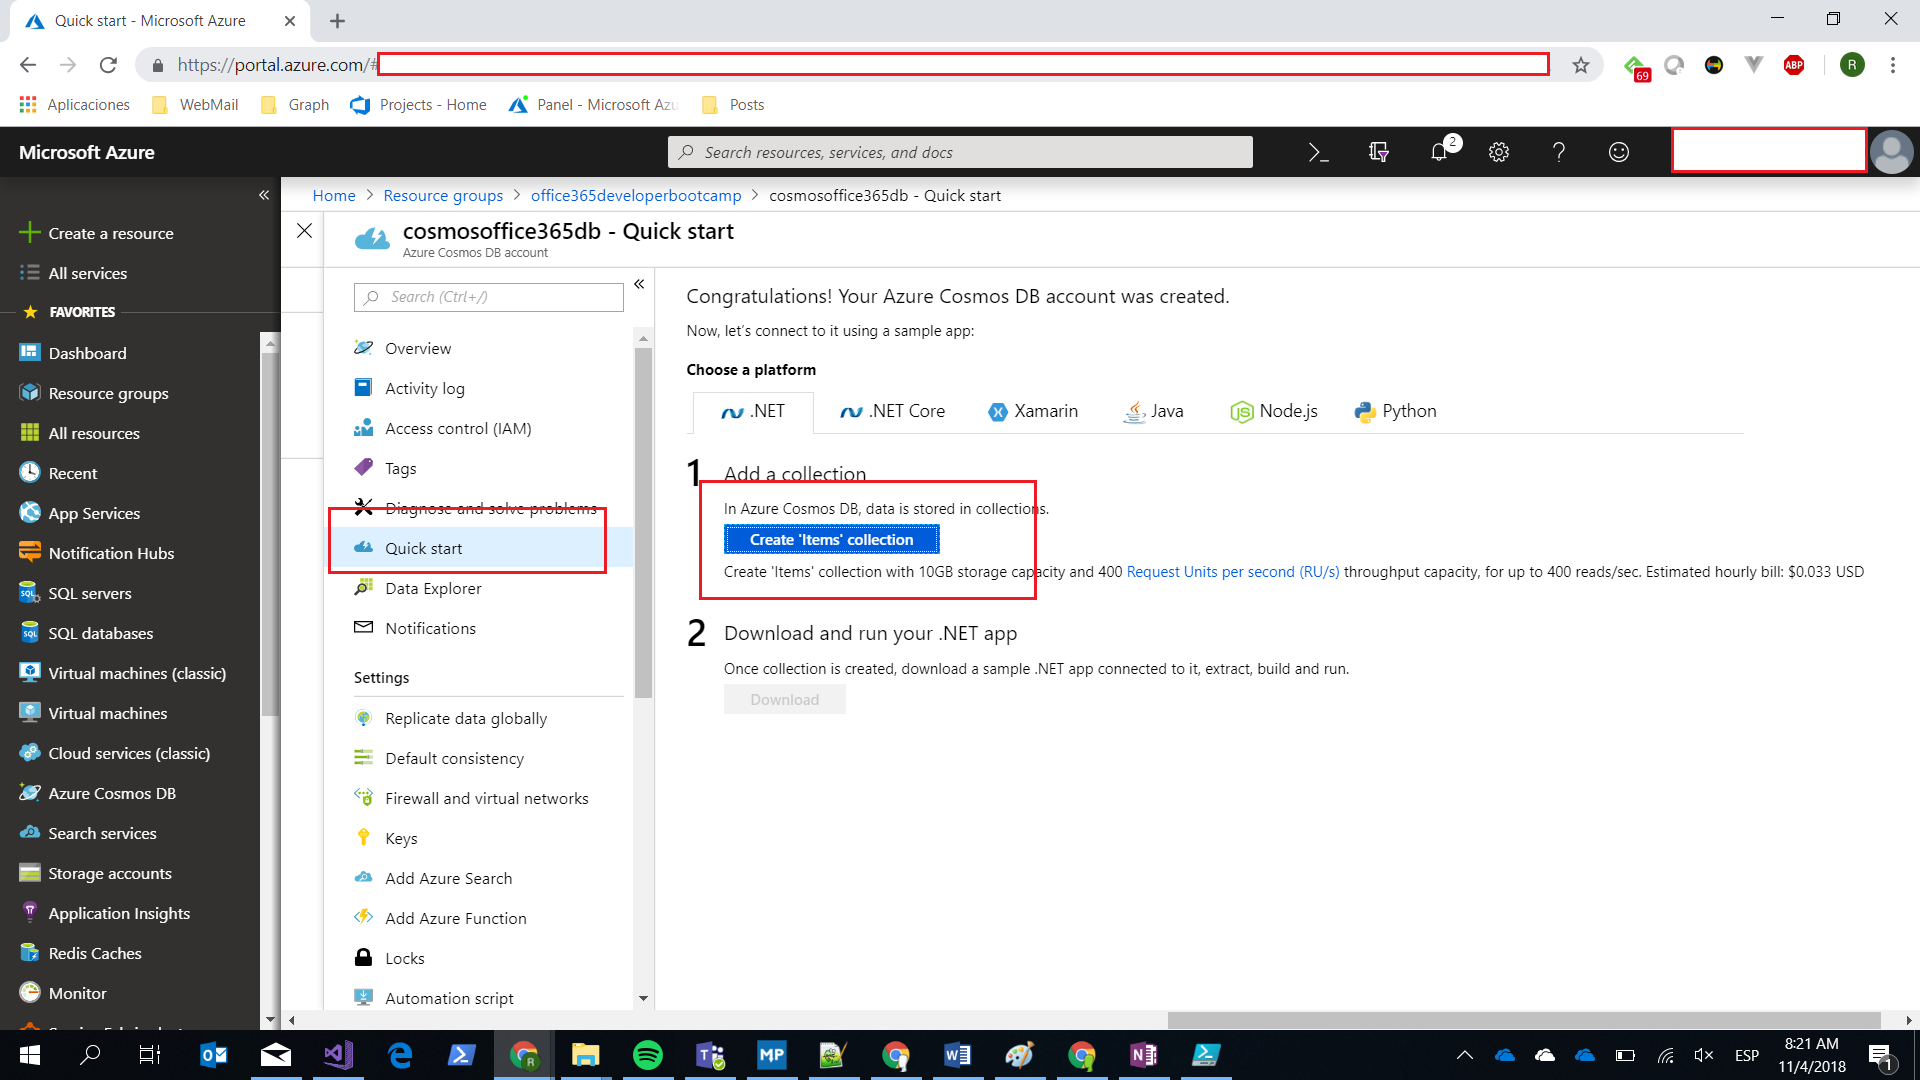 Quick start - Microsoft Azure
https://portal.azure.com/#
69
ABP
R
Aplicaciones
WebMail
Graph
Projects - Home
Panel - Microsoft Azu
Posts
Microsoft Azure
Search resources, services, and docs
2
Home > Resource groups > office365developerbootcamp > cosmosoffice365db - Quick start
Create a resource
All services
FAVORITES
Dashboard
Resource groups
All resources
Recent
App Services
Notification Hubs
SQL servers
SQL databases
Virtual machines (classic)
Virtual machines
Cloud services (classic)
Azure Cosmos DB
Search services
Storage accounts
Application Insights
Redis Caches
Monitor
cosmosoffice365db - Quick start
Azure Cosmos DB account
Search (Ctrl+/)
Overview
Activity log
Access control (IAM)
Tags
Diagnose and solve problems
Quick start
Data Explorer
Notifications
Settings
Replicate data globally
Default consistency
Firewall and virtual networks
Keys
Add Azure Search
Add Azure Function
Locks
Automation script
Congratulations! Your Azure Cosmos DB account was created.
Now, let's connect to it using a sample app:
Choose a platform
.NET
.NET Core
Xamarin
Java
Node.js
Python
1 Add a collection
In Azure Cosmos DB, data is stored in collections.
Create 'Items' collection
Create 'Items' collection with 10GB storage capacity and 400 Request Units per second (RU/s) throughput capacity, for up to 400 reads/sec. Estimated hourly bill: $0.033 USD
2 Download and run your .NET app
Once collection is created, download a sample .NET app connected to it, extract, build and run.
Download
MP
ESP
8:21 AM
11/4/2018
1